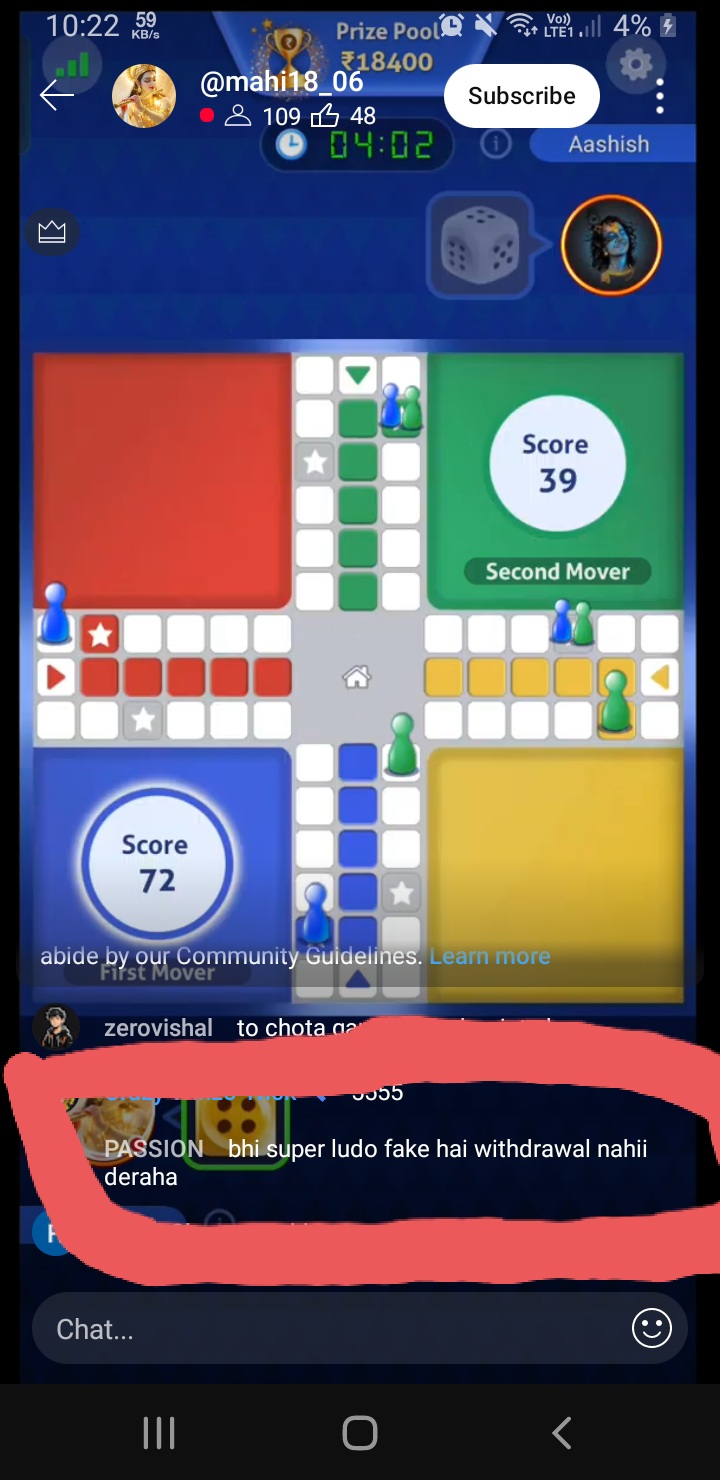 10:22 59 KB/s Vo)) LTE1 4%
Prize Pool
₹18400
@mahi18_06
109 48
Subscribe
04:02
Aashish
Score
39
Second Mover
Score
72
abide by our Community Guidelines. Learn more
First Mover
zerovishal to chota
5555
PASSION bhi super ludo fake hai withdrawal nahii
deraha
Chat...